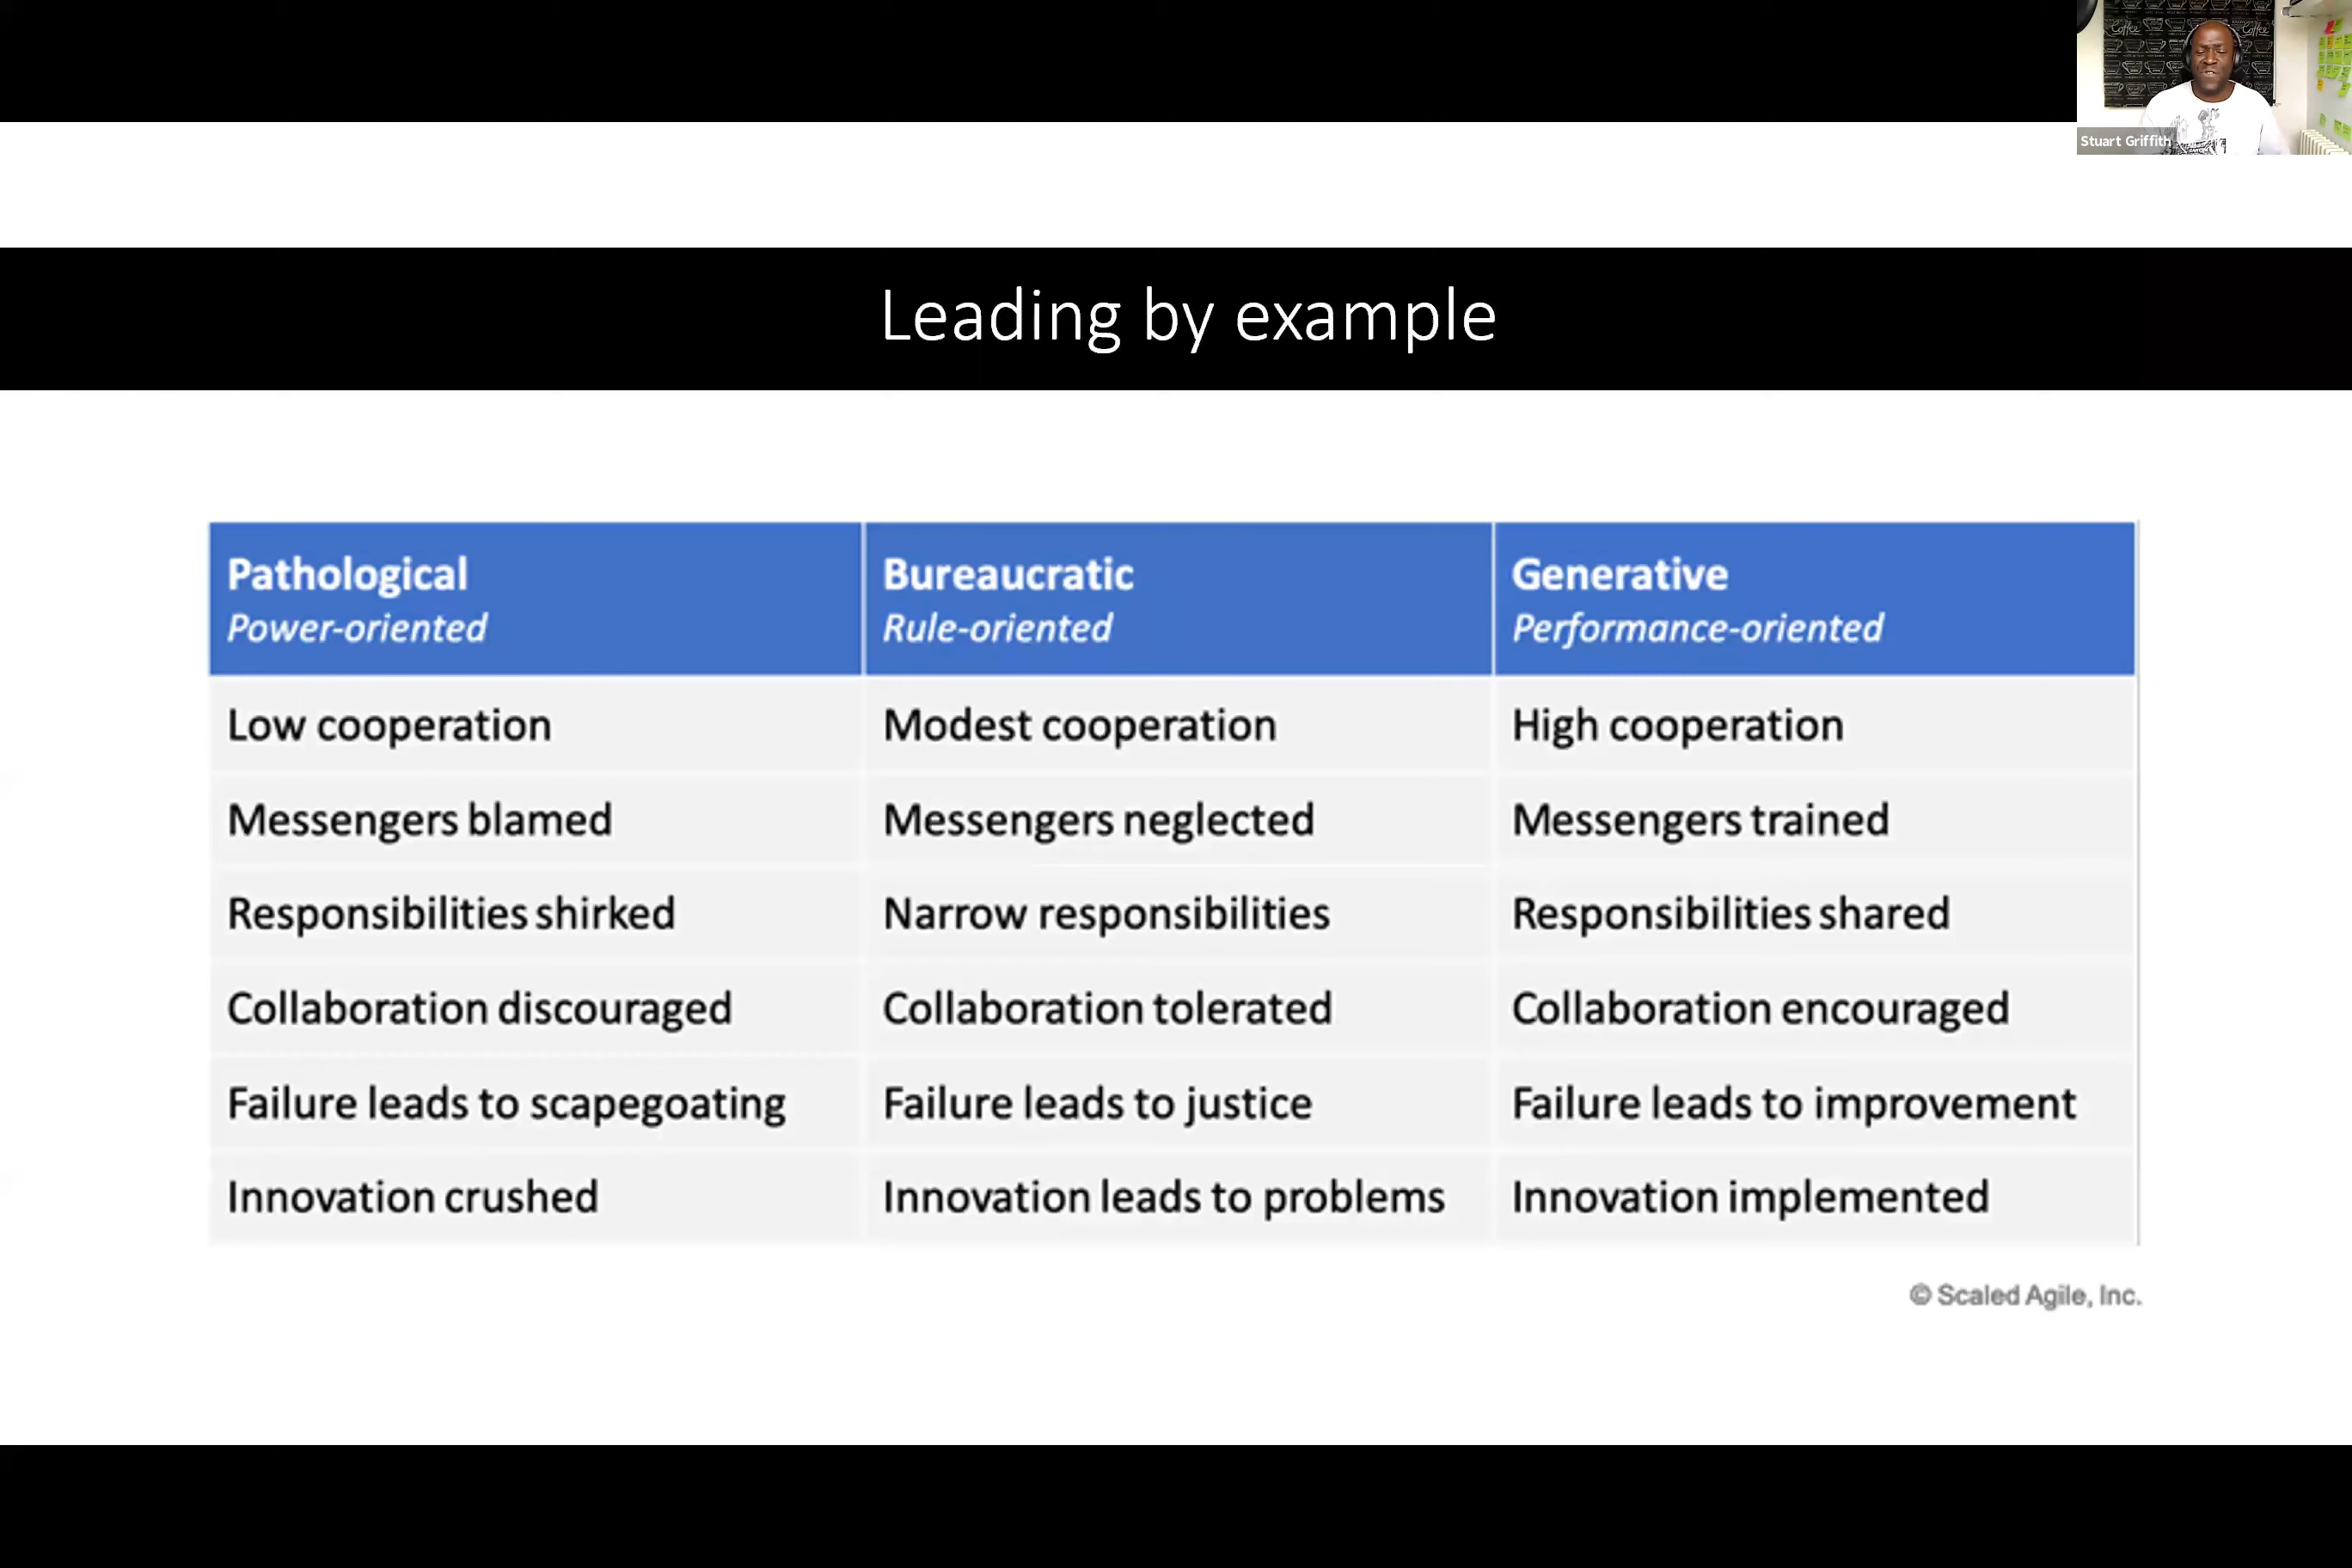 Coffee
Coffee
Stuart Griffith
Leading by example
Pathological
Power-oriented
Bureaucratic
Rule-oriented
Generative
Performance-oriented
Low cooperation
Modest cooperation
High cooperation
Messengers blamed
Messengers neglected
Messengers trained
Responsibilities shirked
Narrow responsibilities
Responsibilities shared
Collaboration discouraged
Collaboration tolerated
Collaboration encouraged
Failure leads to scapegoating
Failure leads to justice
Failure leads to improvement
Innovation crushed
Innovation leads to problems
Innovation implemented
© Scaled Agile, Inc.